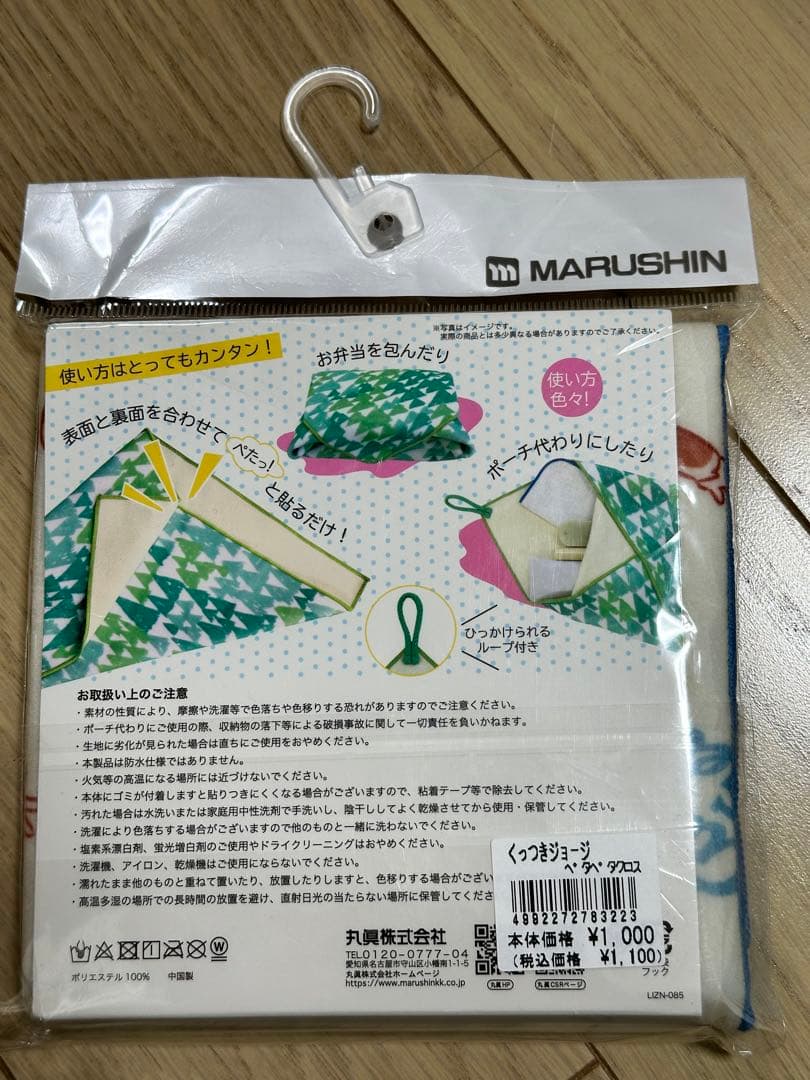 MARUSHIN
※写真はイメージです。
実際の商品とは多少異なる場合がありますのでご了承ください。
使い方はとってもカンタン！
お弁当を包んだり
使い方
色々！
表面と裏面を合わせて
ぺたっ！
と貼るだけ！
ポーチ代わりにしたり
ひっかけられる
ループ付き
お取扱い上のご注意
・素材の性質により、摩擦や洗濯等で色落ちや色移りする恐れがありますのでご注意ください。
・ポーチ代わりにご使用の際、収納物の落下等による破損事故に関して一切責任を負いかねます。
・生地に劣化が見られた場合は直ちにご使用をおやめください。
・本製品は防水仕様ではありません。
・火気等の高温になる場所には近づけないでください。
・本体にゴミが付着しますと貼りつきにくくなる場合がございますので、粘着テープ等で除去してください。
・汚れた場合は水洗いまたは家庭用中性洗剤で手洗いし、陰干ししてよく乾燥させてから使用・保管してください。
・洗濯により色落ちする場合がございますので他のものと一緒に洗わないでください。
・塩素系漂白剤、蛍光増白剤のご使用やドライクリーニングはおやめください。
・洗濯機、アイロン、乾燥機はご使用にならないでください。
・濡れたまま他のものと重ねて置いたり、放置したりしますと、色移りする場合がござい
・高温多湿の場所での長時間の放置を避け、直射日光の当たらない場所に保管してくださ
くっつきジョージ
ペタペタクロス
4992272783223
本体価格 ¥1,000
(税込価格 ¥1,100)
丸眞株式会社
TEL0120-0777-04
愛知県名古屋市守山区小幡南1-1-5
丸眞株式会社ホームページ
https://www.marushinkk.co.jp
丸眞HP
丸眞CSRページ
フック
ポリエステル100% 中国製
LIZN-085